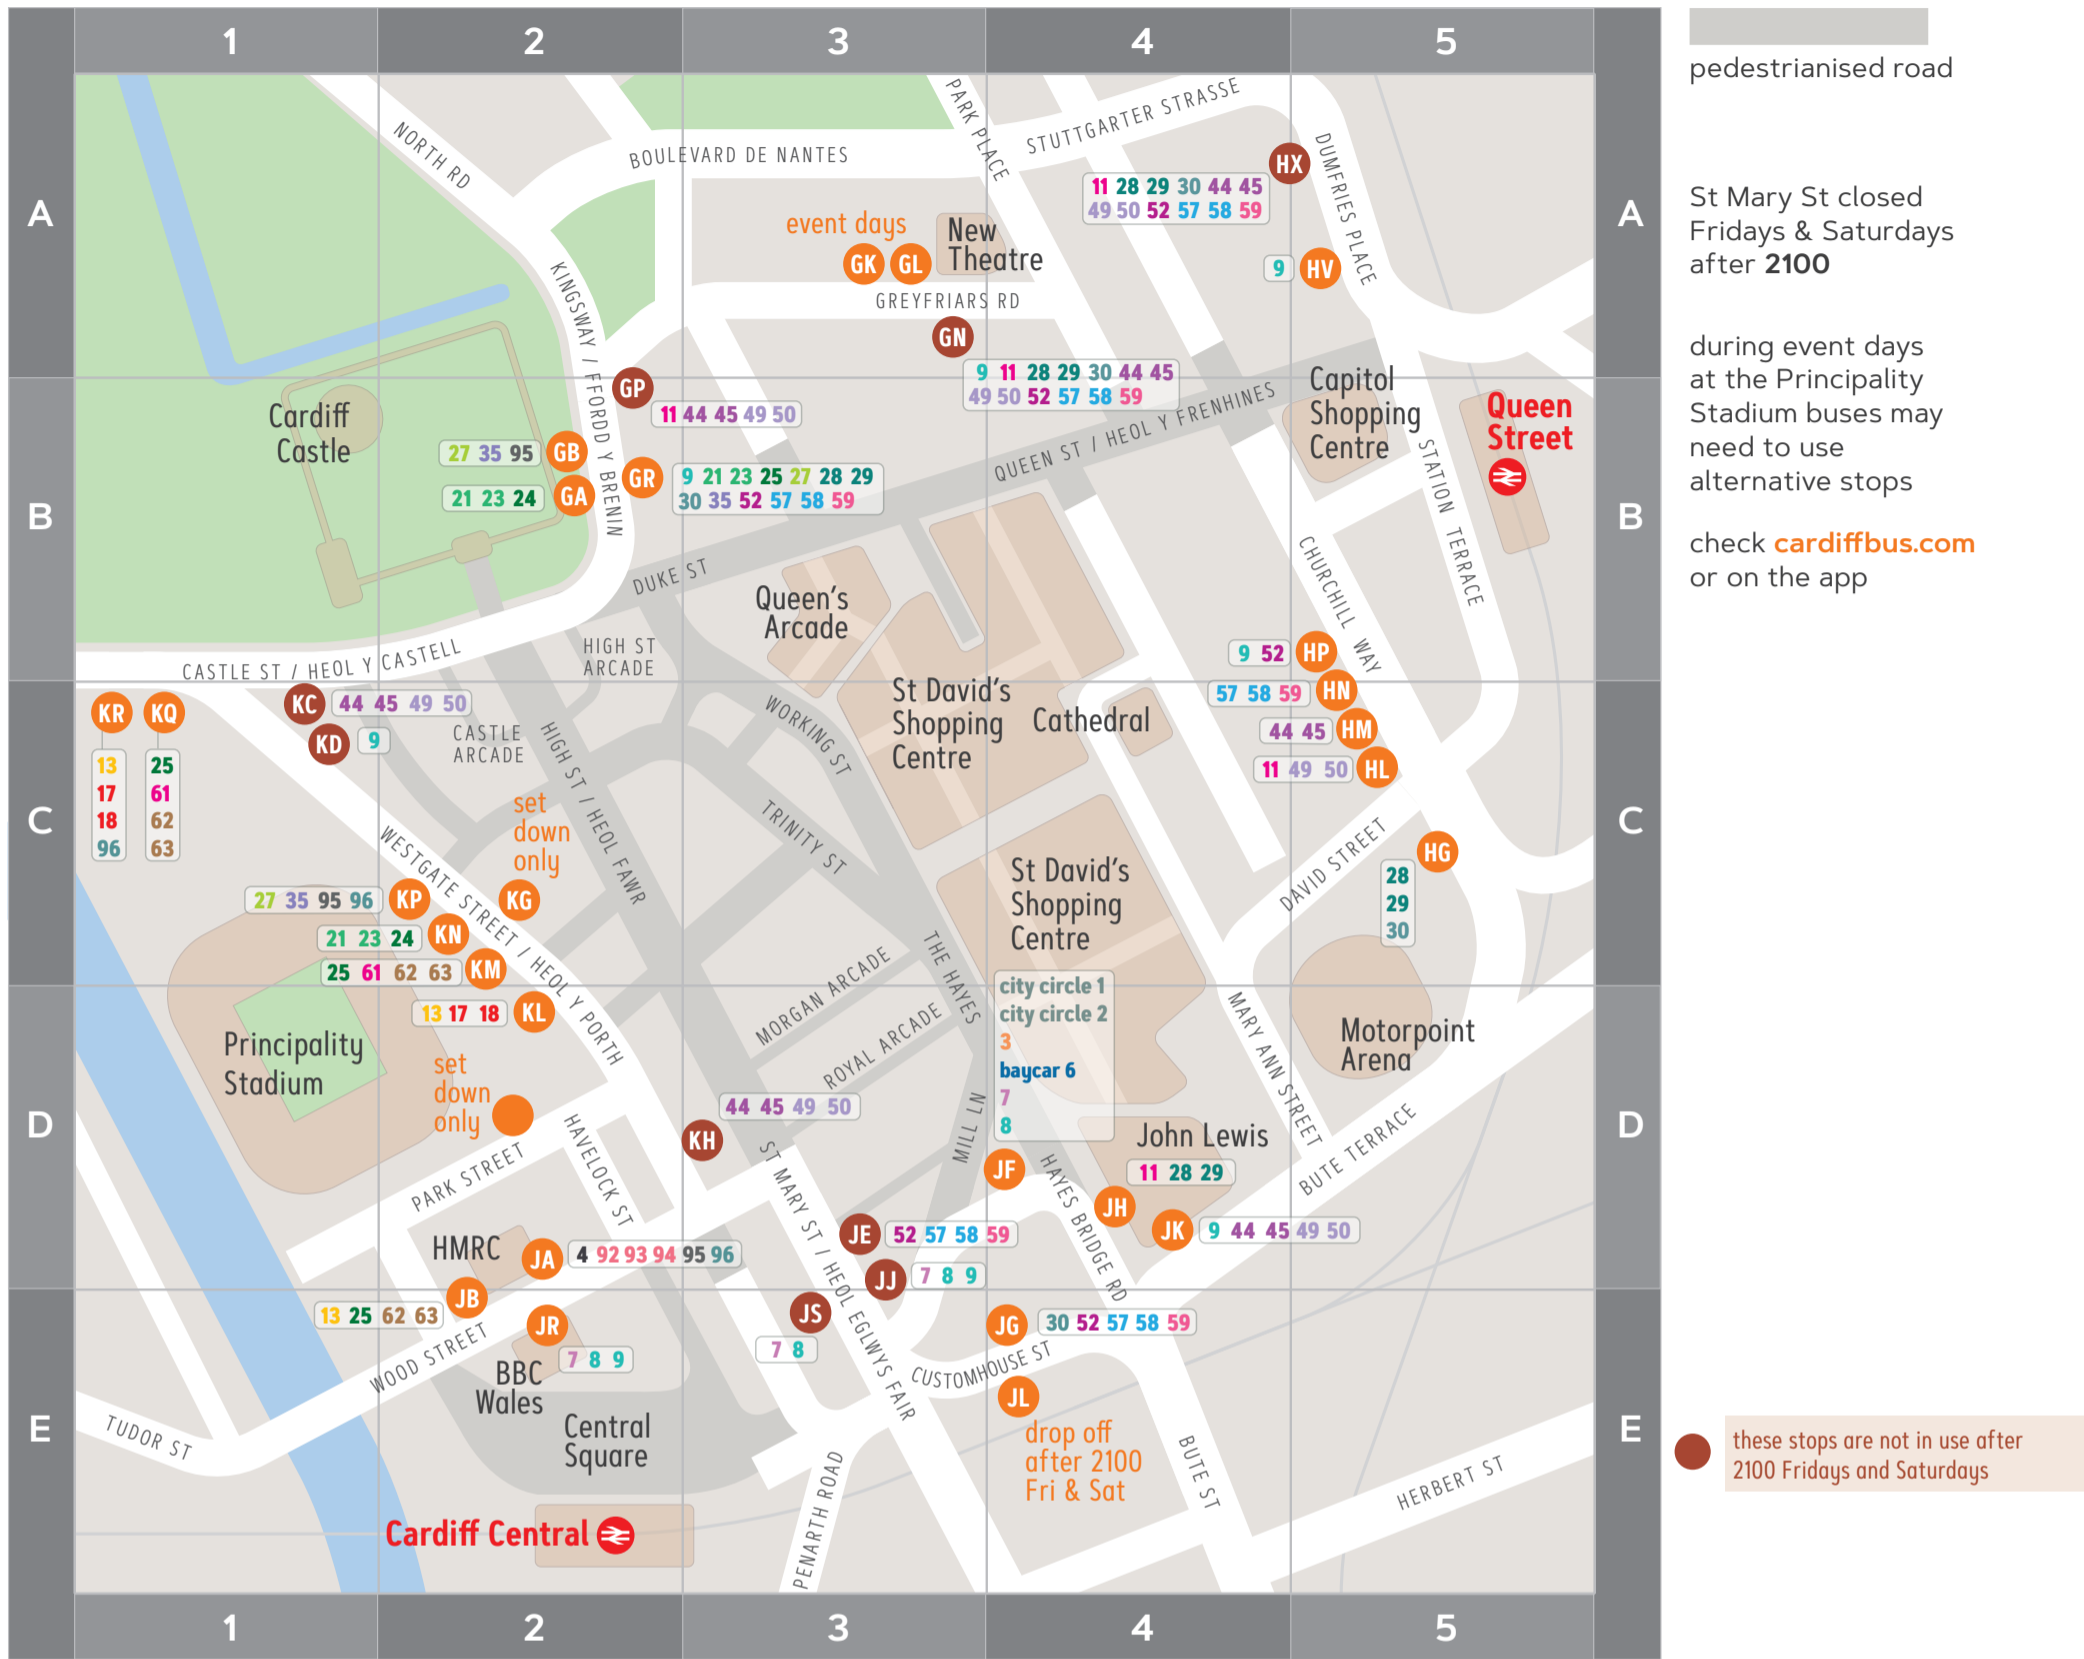 1 2 3 4 5
A
B
C
D
E
A
B
C
D
E
1 2 3 4 5
NORTH RD
BOULEVARD DE NANTES
PARK PLACE
STUTTGARTER STRASSE
DUMFRIES PLACE
HX
11 28 29 30 44 45
49 50 52 57 58 59
9 HV
event days
GK GL
New
Theatre
GREYFRIARS RD
GN
9 11 28 29 30 44 45
49 50 52 57 58 59
KINGSWAY / FFORDD Y BRENIN
GP
11 44 45 49 50
Cardiff
Castle
27 35 95 GB
21 23 24 GA
GR
9 21 23 25 27 28 29
30 35 52 57 58 59
QUEEN ST / HEOL Y FRENHINES
Capitol
Shopping
Centre
Queen
Street
STATION TERRACE
DUKE ST
Queen's
Arcade
HIGH ST
ARCADE
CHURCHILL WAY
CASTLE ST / HEOL Y CASTELL
9 52 HP
57 58 59 HN
44 45 HM
11 49 50 HL
KR KQ
13
17
18
96
25
61
62
63
KC 44 45 49 50
KD 9
CASTLE
ARCADE
HIGH ST / HEOL FAWR
WORKING ST
St David's
Shopping
Centre
Cathedral
set
down
only
KG
TRINITY ST
WESTGATE STREET / HEOL Y PORTH
27 35 95 96 KP
21 23 24 KN
25 61 62 63 KM
13 17 18 KL
St David's
Shopping
Centre
DAVID STREET
HG
28
29
30
THE HAYES
MORGAN ARCADE
ROYAL ARCADE
city circle 1
city circle 2
3
baycar 6
7
8
JF
MARY ANN STREET
Motorpoint
Arena
Principality
Stadium
set
down
only
PARK STREET
HAVELOCK ST
44 45 49 50
KH
MILL LN
ST MARY ST / HEOL EGLWYS FAIR
John Lewis
11 28 29
JH
HAYES BRIDGE RD
BUTE TERRACE
JK 9 44 45 49 50
JE 52 57 58 59
JJ 7 8 9
HMRC
JA 4 92 93 94 95 96
JB
13 25 62 63
JR
7 8 9
WOOD STREET
BBC
Wales
JS
7 8
JG 30 52 57 58 59
CUSTOMHOUSE ST
JL
drop off
after 2100
Fri & Sat
TUDOR ST
Central
Square
PENARTH ROAD
BUTE ST
HERBERT ST
Cardiff Central
pedestrianised road
St Mary St closed
Fridays & Saturdays
after 2100
during event days
at the Principality
Stadium buses may
need to use
alternative stops
check cardiffbus.com
or on the app
these stops are not in use after
2100 Fridays and Saturdays